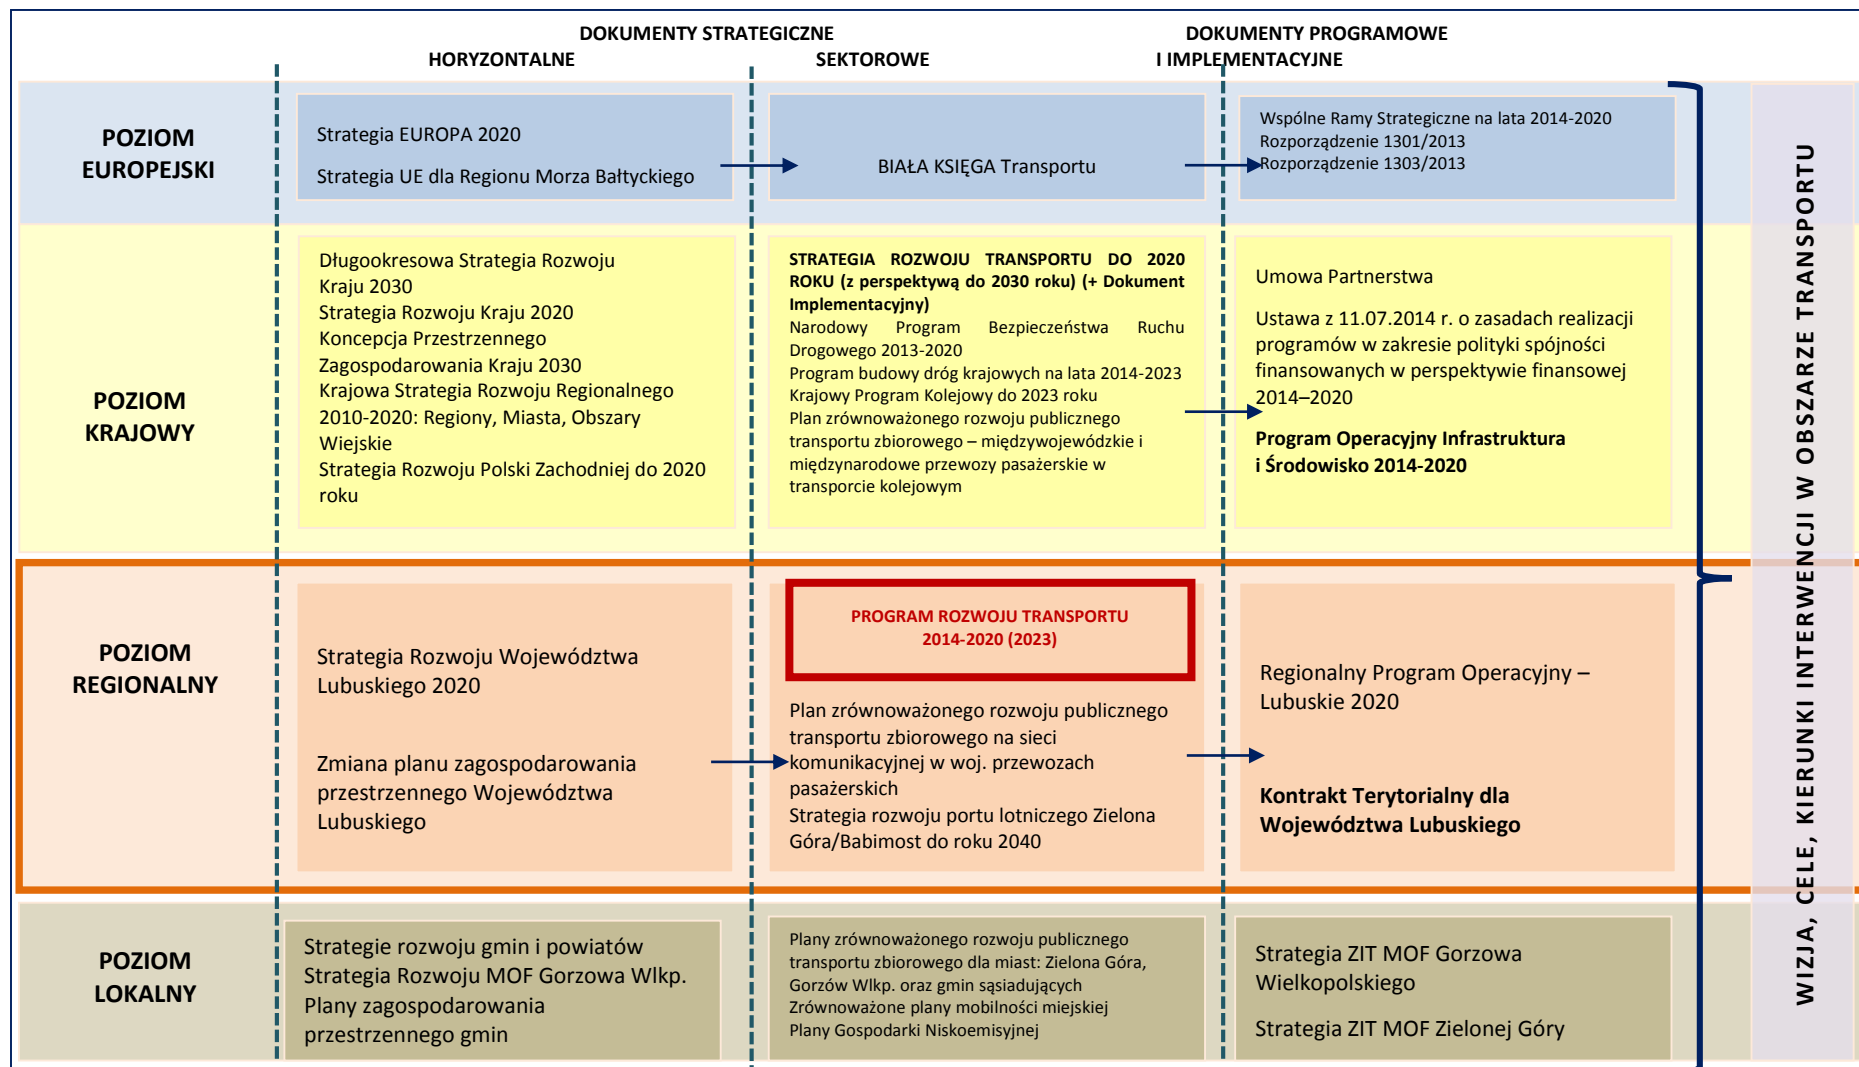 DOKUMENTY STRATEGICZNE
DOKUMENTY PROGRAMOWE
HORYZONTALNE
SEKTOROWE
I IMPLEMENTACYJNE
POZIOM
EUROPEJSKI
Strategia EUROPA 2020
Strategia UE dla Regionu Morza Bałtyckiego
BIAŁA KSIĘGA Transportu
Wspólne Ramy Strategiczne na lata 2014-2020
Rozporządzenie 1301/2013
Rozporządzenie 1303/2013
POZIOM
KRAJOWY
Długookresowa Strategia Rozwoju
Kraju 2030
Strategia Rozwoju Kraju 2020
Koncepcja Przestrzennego
Zagospodarowania Kraju 2030
Krajowa Strategia Rozwoju Regionalnego
2010-2020: Regiony, Miasta, Obszary
Wiejskie
Strategia Rozwoju Polski Zachodniej do 2020
roku
STRATEGIA ROZWOJU TRANSPORTU DO 2020
ROKU (z perspektywą do 2030 roku) (+ Dokument
Implementacyjny)
Narodowy Program Bezpieczeństwa Ruchu
Drogowego 2013-2020
Program budowy dróg krajowych na lata 2014-2023
Krajowy Program Kolejowy do 2023 roku
Plan zrównoważonego rozwoju publicznego
transportu zbiorowego – międzywojewódzkie i
międzynarodowe przewozy pasażerskie w
transporcie kolejowym
Umowa Partnerstwa
Ustawa z 11.07.2014 r. o zasadach realizacji
programów w zakresie polityki spójności
finansowanych w perspektywie finansowej
2014–2020
Program Operacyjny Infrastruktura
i Środowisko 2014-2020
POZIOM
REGIONALNY
Strategia Rozwoju Województwa
Lubuskiego 2020
Zmiana planu zagospodarowania
przestrzennego Województwa
Lubuskiego
PROGRAM ROZWOJU TRANSPORTU
2014-2020 (2023)
Plan zrównoważonego rozwoju publicznego
transportu zbiorowego na sieci
komunikacyjnej w woj. przewozach
pasażerskich
Strategia rozwoju portu lotniczego Zielona
Góra/Babimost do roku 2040
Regionalny Program Operacyjny –
Lubuskie 2020
Kontrakt Terytorialny dla
Województwa Lubuskiego
POZIOM
LOKALNY
Strategie rozwoju gmin i powiatów
Strategia Rozwoju MOF Gorzowa Wlkp.
Plany zagospodarowania
przestrzennego gmin
Plany zrównoważonego rozwoju publicznego
transportu zbiorowego dla miast: Zielona Góra,
Gorzów Wlkp. oraz gmin sąsiadujących
Zrównoważone plany mobilności miejskiej
Plany Gospodarki Niskoemisyjnej
Strategia ZIT MOF Gorzowa
Wielkopolskiego
Strategia ZIT MOF Zielonej Góry
WIZJA, CELE, KIERUNKI INTERWENCJI W OBSZARZE TRANSPORTU